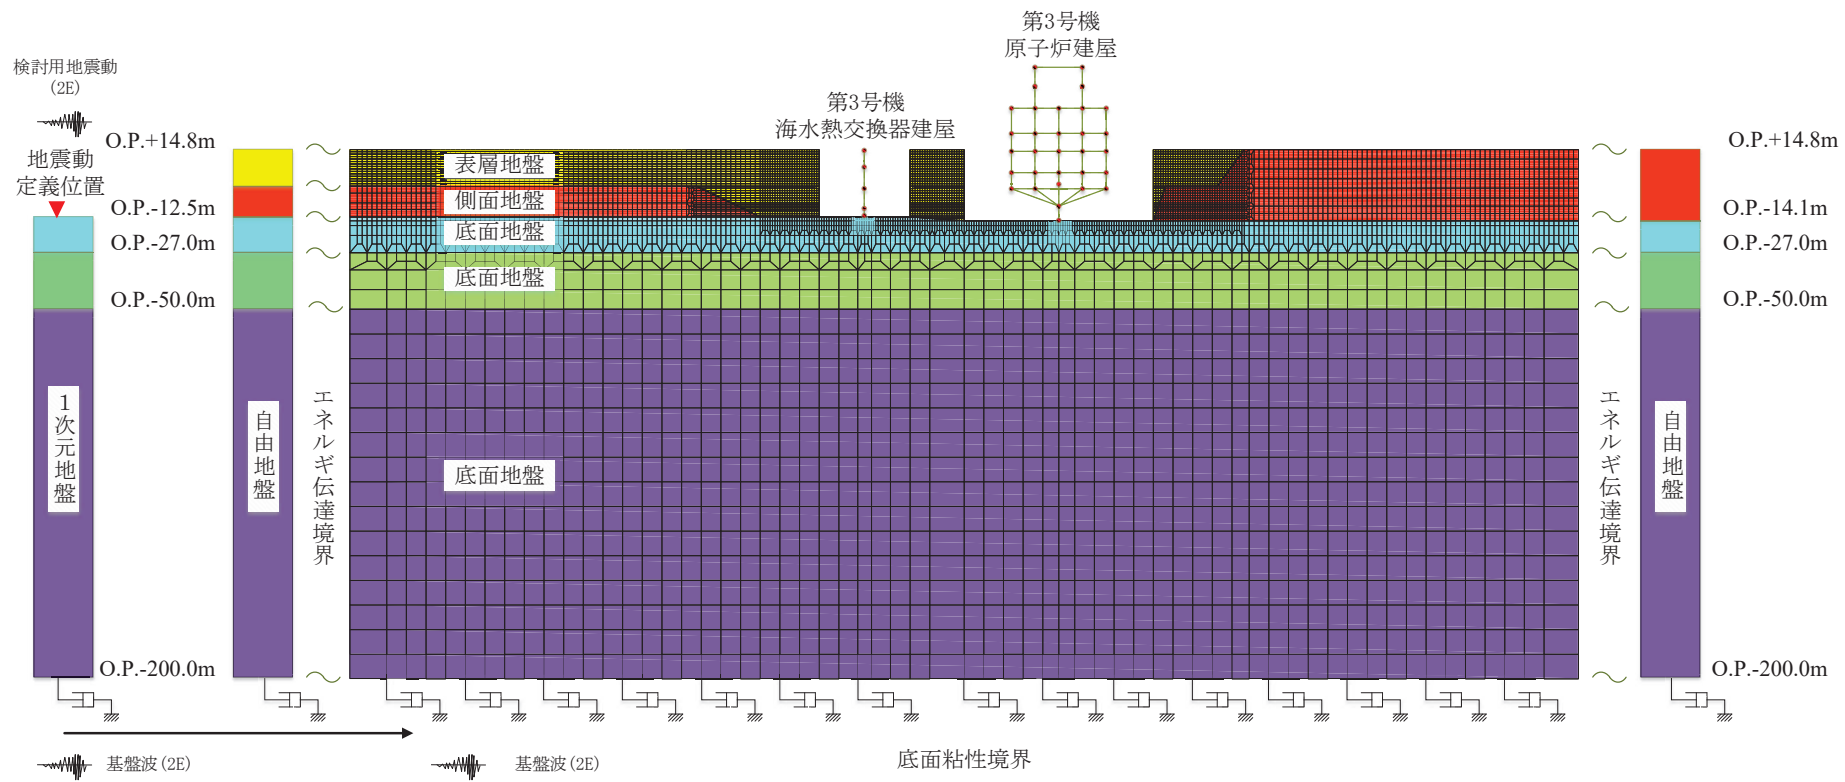 第3号機
原子炉建屋
検討用地震動
(2E)
第3号機
海水熱交換器建屋
O.P.+14.8m
O.P.+14.8m
地震動
定義位置
表層地盤
側面地盤
O.P.-12.5m
O.P.-14.1m
底面地盤
O.P.-27.0m
O.P.-27.0m
底面地盤
O.P.-50.0m
O.P.-50.0m
1次元地盤
自由地盤
エネルギ伝達境界
底面地盤
エネルギ伝達境界
自由地盤
O.P.-200.0m
O.P.-200.0m
基盤波(2E)
基盤波(2E)
底面粘性境界